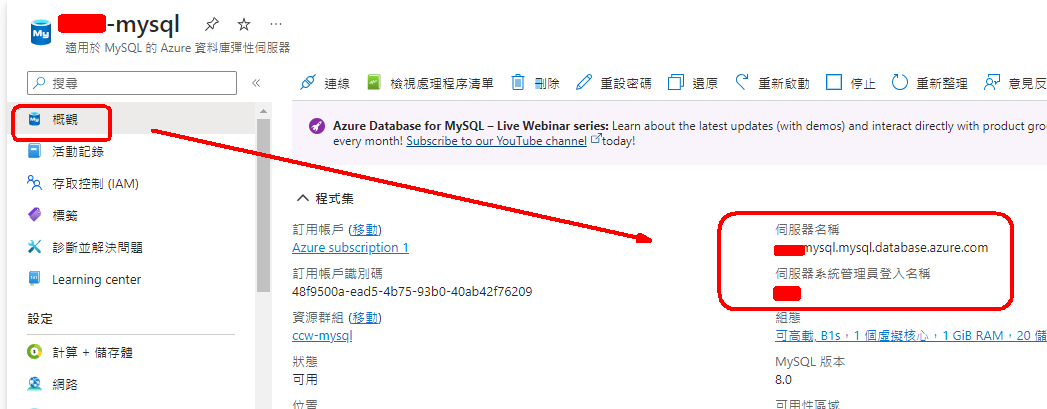 -mysql
適用於 MySQL 的 Azure 資料庫彈性伺服器
搜尋
連線 檢視處理程序清單 刪除 重設密碼 還原 重新啟動 停止 重新整理 意見反
概觀
活動記錄
存取控制 (IAM)
標籤
診斷並解決問題
Learning center
設定
計算 + 儲存體
網路
Azure Database for MySQL – Live Webinar series: Learn about the latest updates (with demos) and interact directly with product gro
every month! Subscribe to our YouTube channel today!
程式集
訂用帳戶 (移動)
Azure subscription 1
訂用帳戶識別碼
48f9500a-ead5-4b75-93b0-40ab42f76209
資源群組 (移動)
ccw-mysql
狀態
可用
位置
伺服器名稱
mysql.mysql.database.azure.com
伺服器系統管理員登入名稱
組態
可高載, B1s，1 個虛擬核心，1 GiB RAM，20 儲
MySQL 版本
8.0
可用性區域